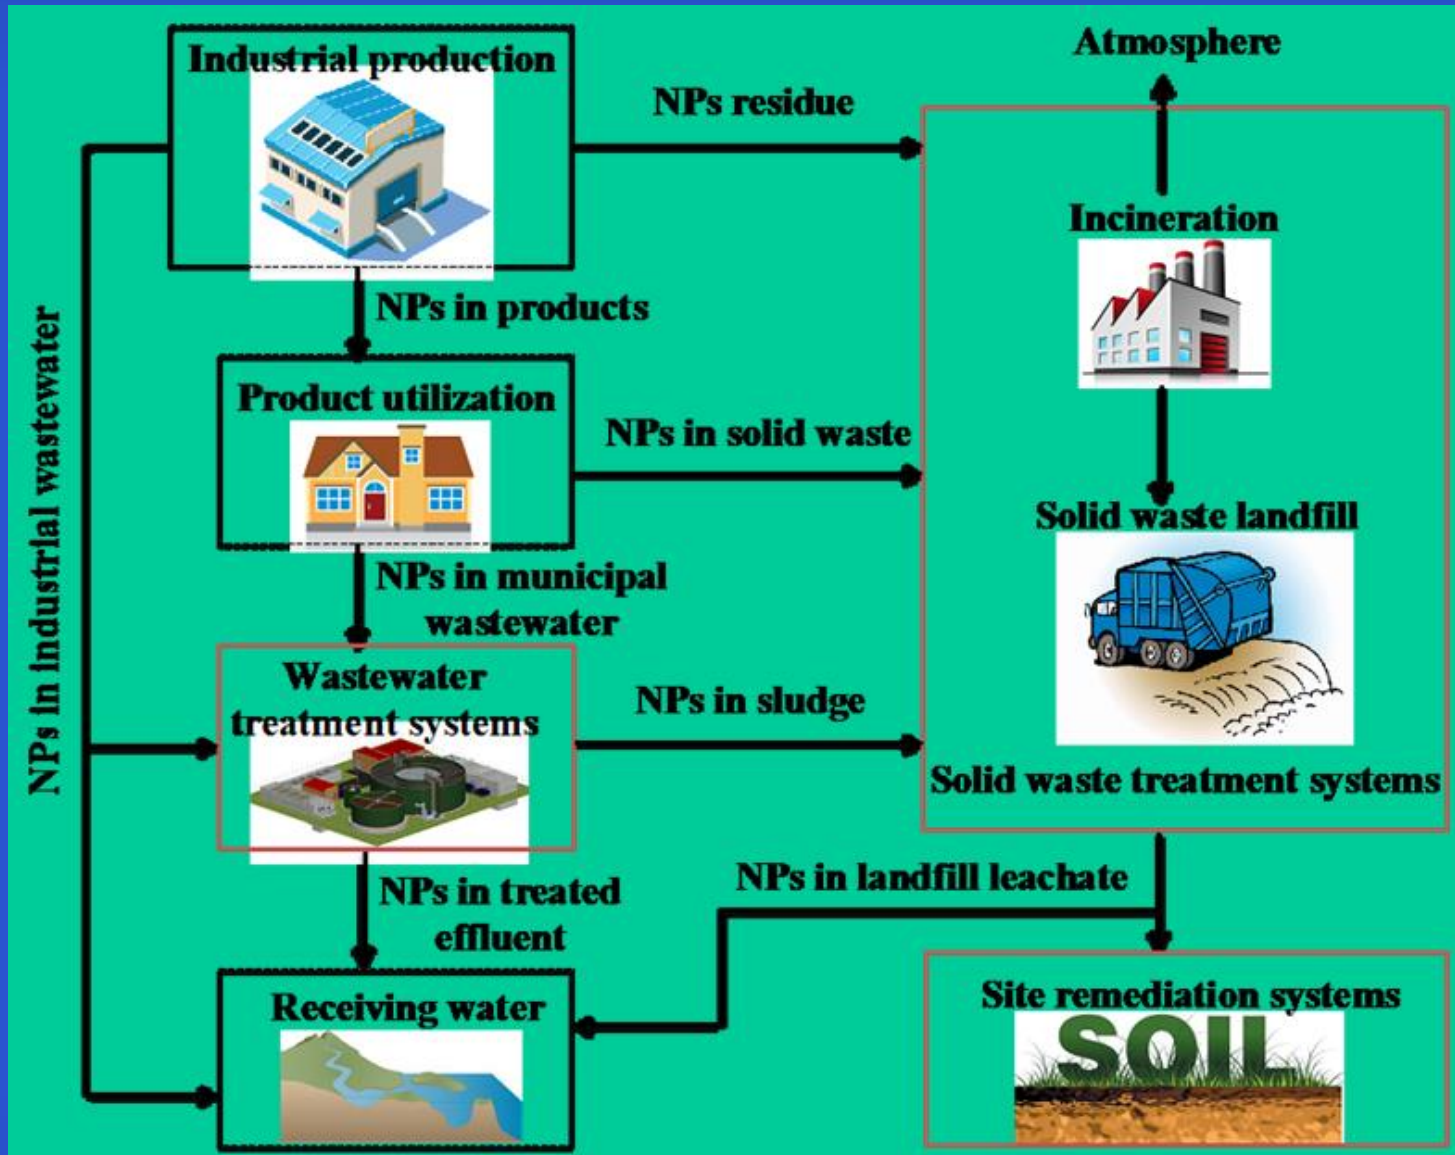 Industrial production
NPs residue
Atmosphere
Incineration
NPs in products
Product utilization
NPs in solid waste
Solid waste landfill
NPs in municipal
wastewater
Wastewater
treatment systems
NPs in sludge
Solid waste treatment systems
NPs in landfill leachate
NPs in treated
effluent
Receiving water
Site remediation systems
SOIL
NPs in industrial wastewater